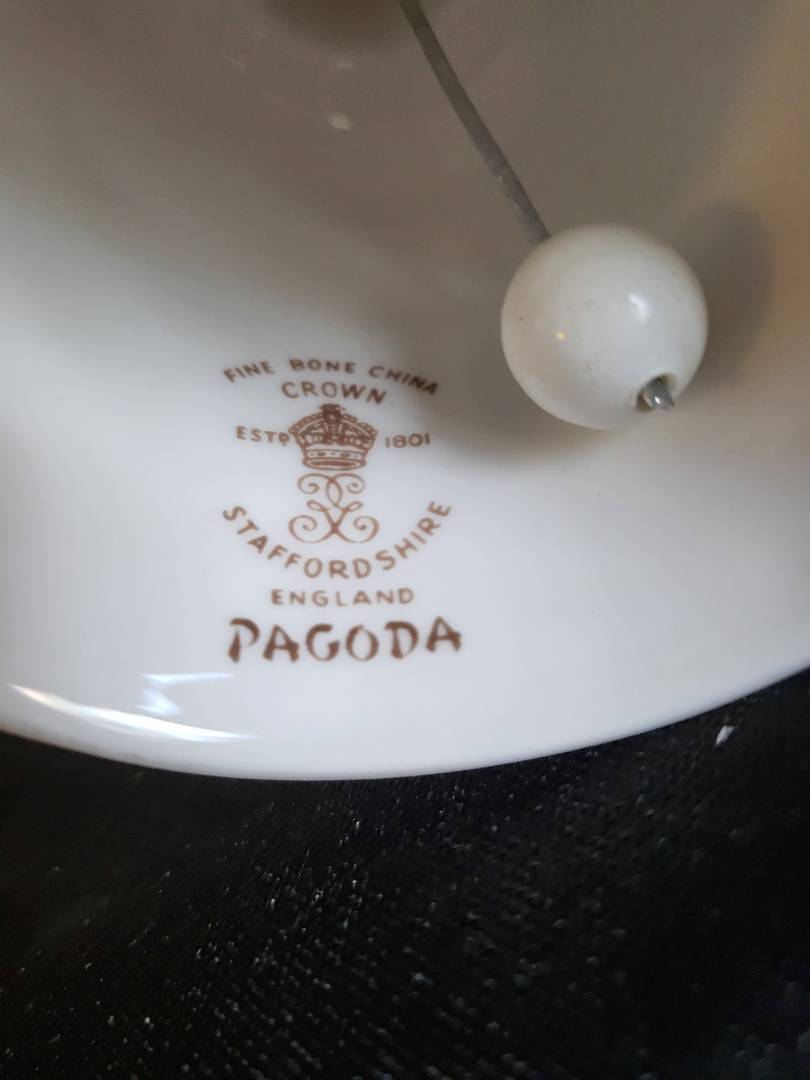 FINE BONE CHINA
CROWN
ESTD 1801
STAFFORDSHIRE
ENGLAND
PAGODA